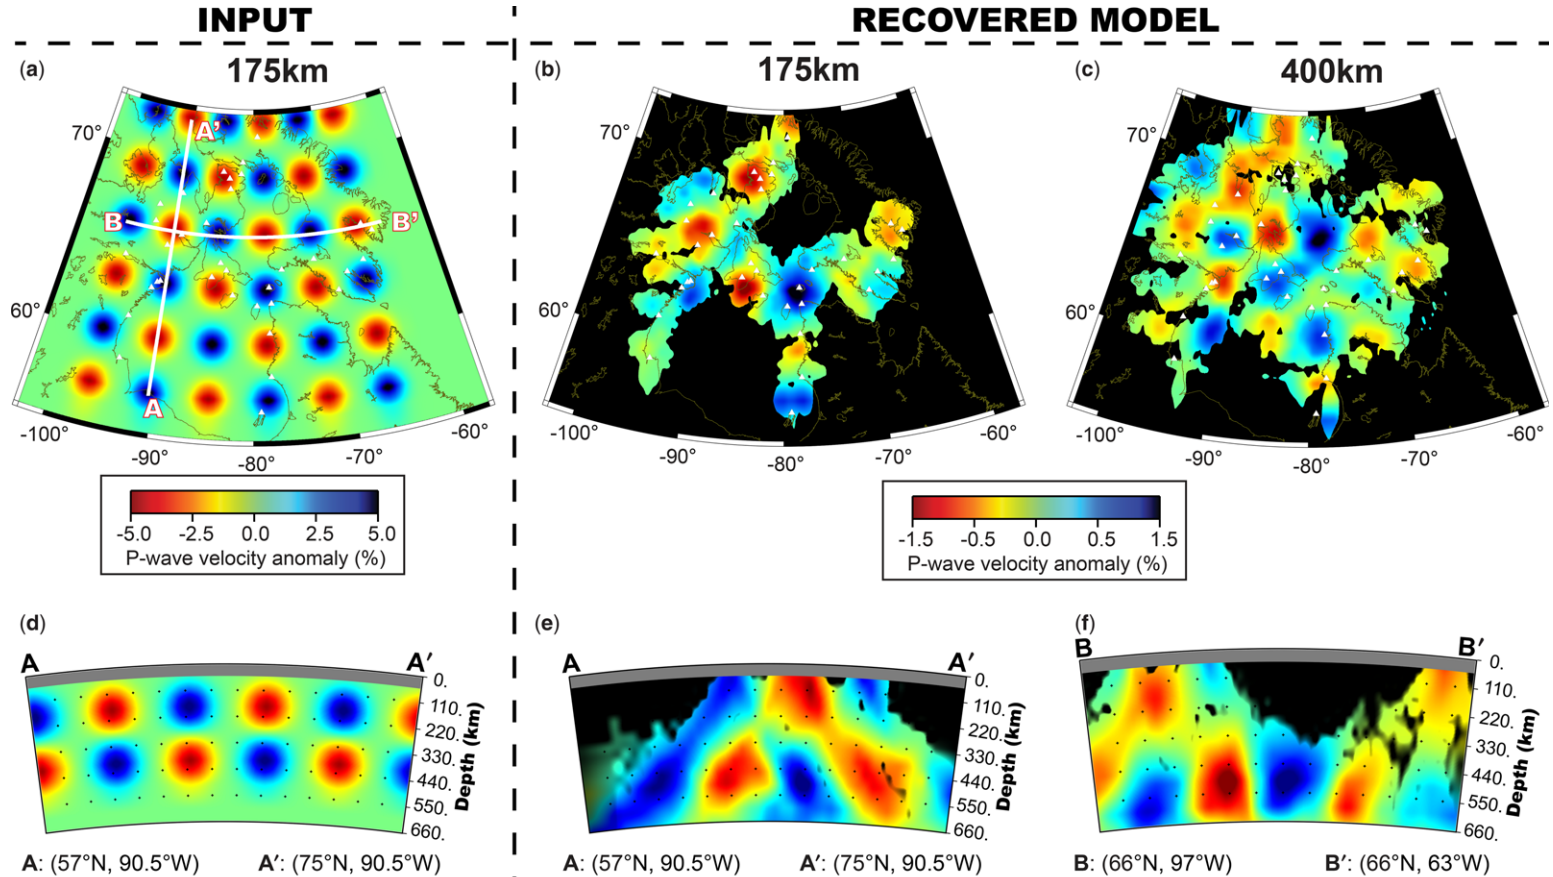 INPUT
RECOVERED MODEL
(a)
175km
(b)
175km
(c)
400km
70°
60°
-100°
-90°
-80°
-70°
-60°
A'
B
B'
A
70°
60°
-100°
-90°
-80°
-70°
-60°
70°
60°
-100°
-90°
-80°
-70°
-60°
-5.0 -2.5 0.0 2.5 5.0
P-wave velocity anomaly (%)
-1.5 -0.5 0.0 0.5 1.5
P-wave velocity anomaly (%)
(d)
A
A'
0.
110.
220.
330.
440.
550.
660.
Depth (km)
A: (57°N, 90.5°W) A': (75°N, 90.5°W)
(e)
A
A'
0.
110.
220.
330.
440.
550.
660.
Depth (km)
A: (57°N, 90.5°W) A': (75°N, 90.5°W)
(f)
B
B'
0.
110.
220.
330.
440.
550.
660.
Depth (km)
B: (66°N, 97°W) B': (66°N, 63°W)